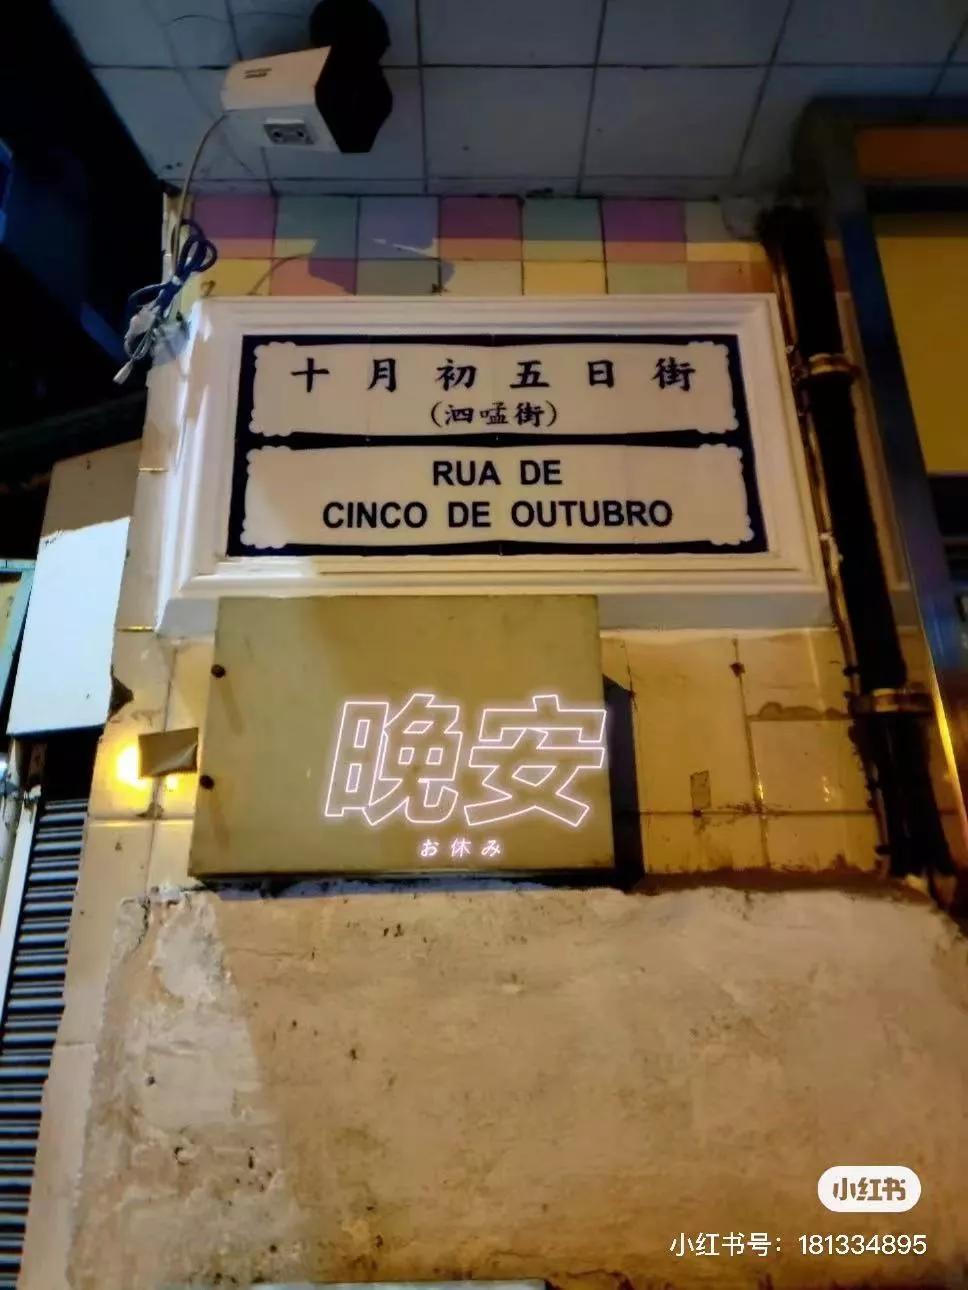 十月初五日街
(泗𠵼街)
RUA DE
CINCO DE OUTUBRO
晚安
お休み
小红书
小红书号：181334895